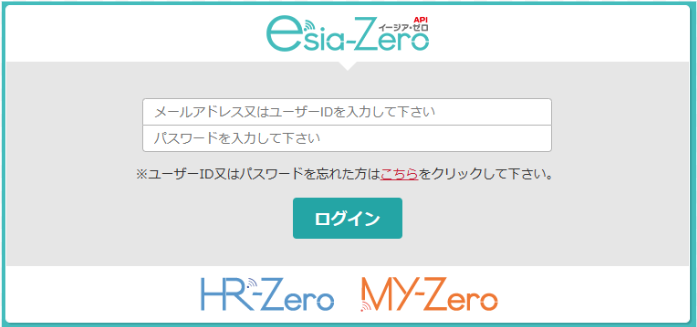 API
イージア・ゼロ
esia-Zero
メールアドレス又はユーザーIDを入力して下さい
パスワードを入力して下さい
※ユーザーID又はパスワードを忘れた方はこちらをクリックして下さい。
ログイン
HR-Zero MY-Zero